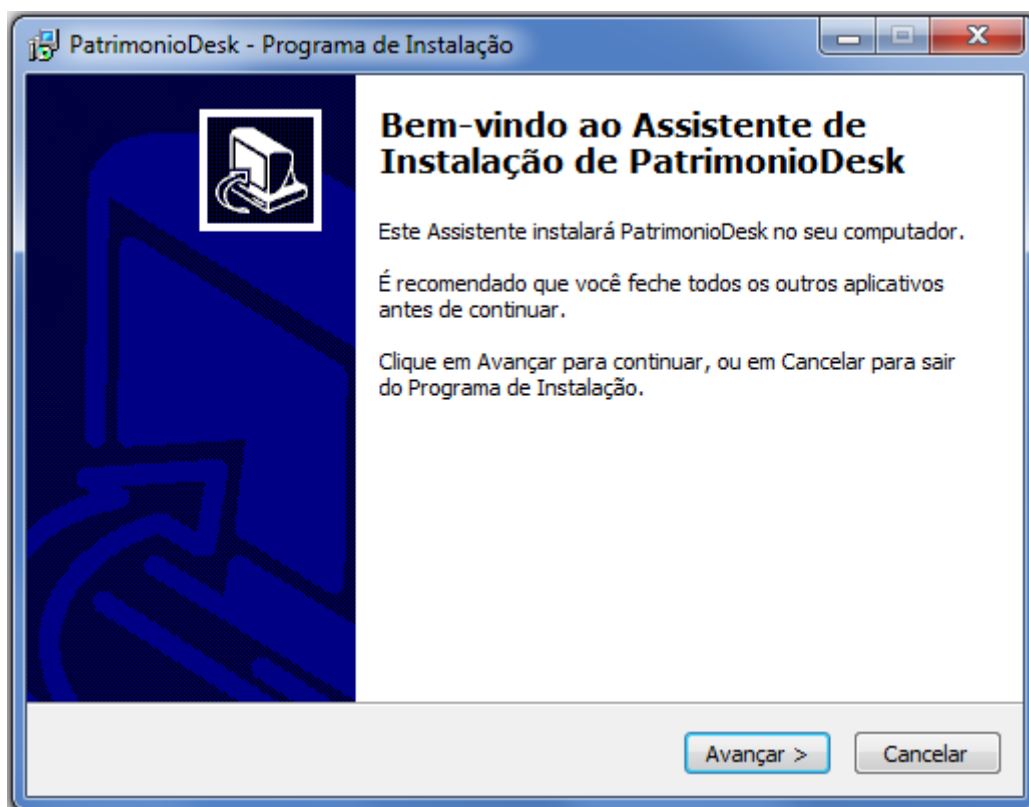 PatrimonioDesk - Programa de Instalação
Bem-vindo ao Assistente de
Instalação de PatrimonioDesk
Este Assistente instalará PatrimonioDesk no seu computador.
É recomendado que você feche todos os outros aplicativos
antes de continuar.
Clique em Avançar para continuar, ou em Cancelar para sair
do Programa de Instalação.
Avançar >
Cancelar